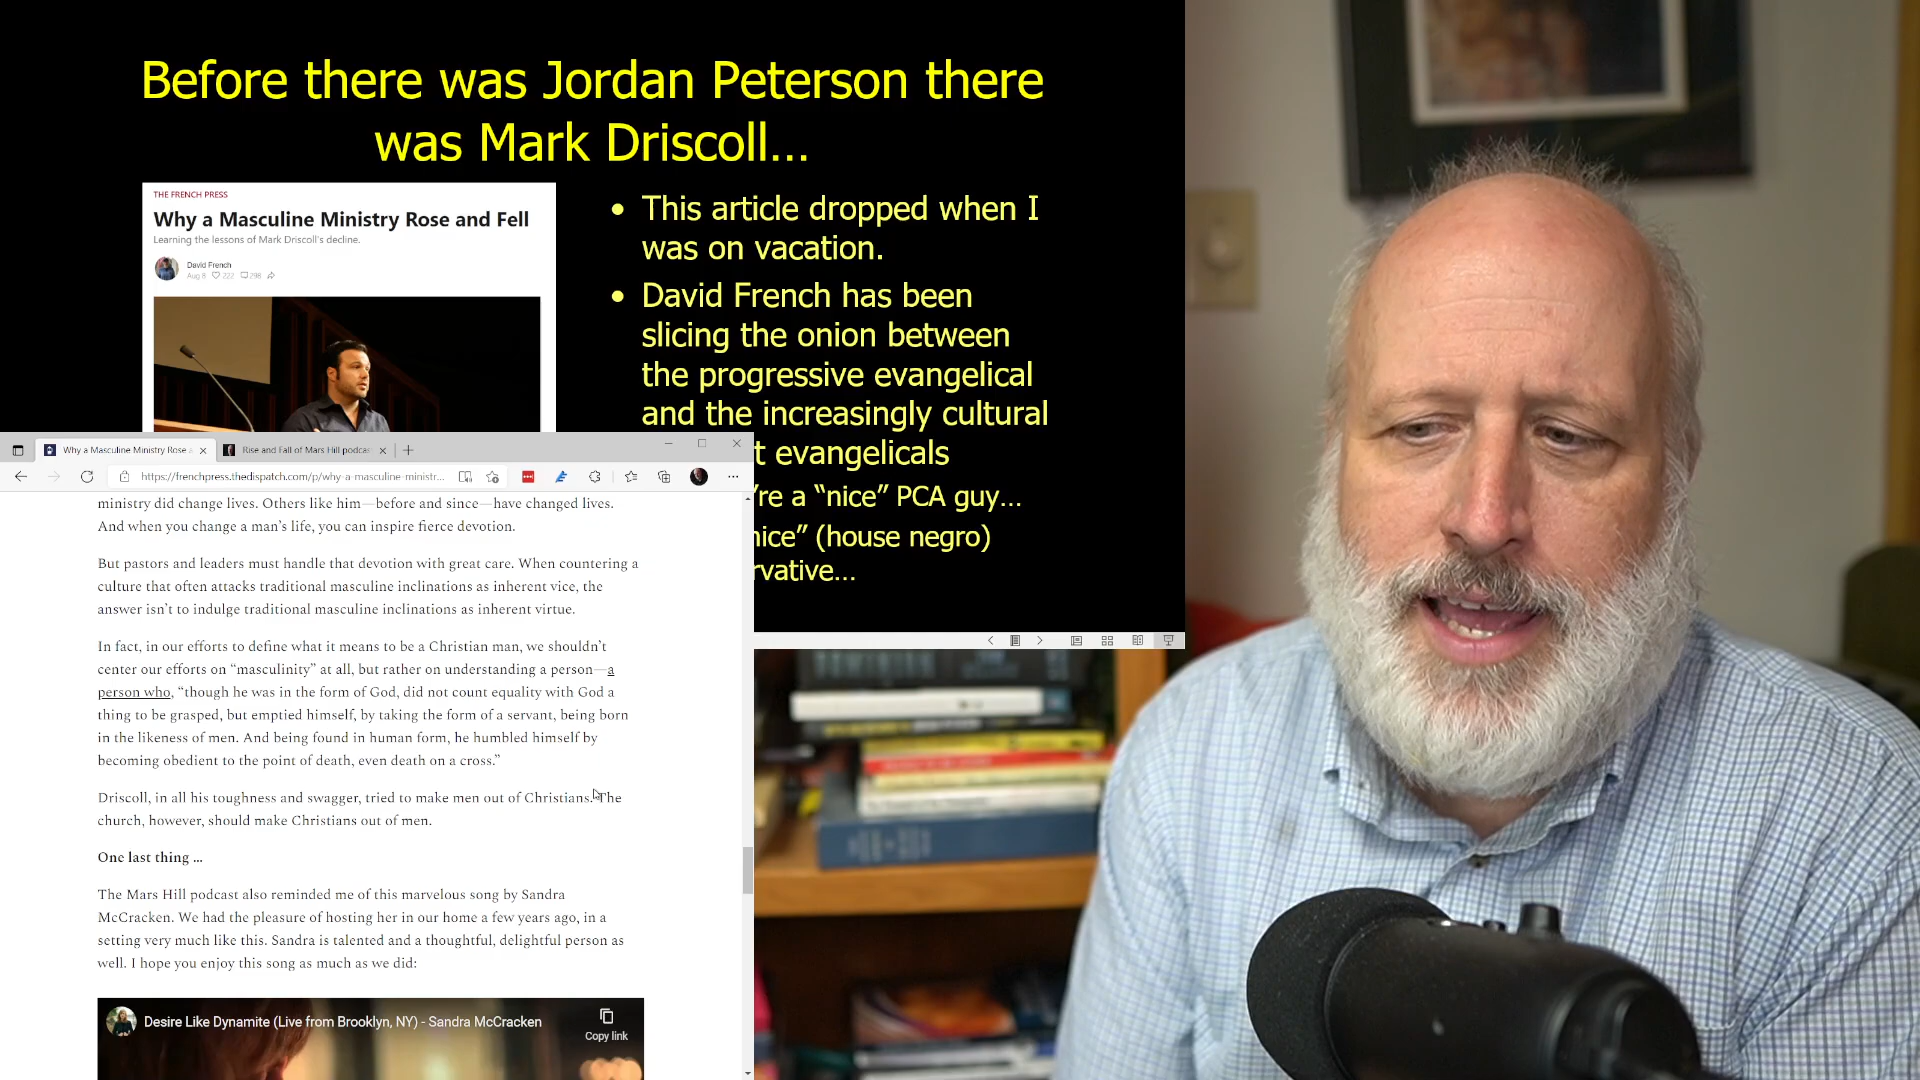 Before there was Jordan Peterson there
was Mark Driscoll...
THE FRENCH PRESS
Why a Masculine Ministry Rose and Fell
Learning the lessons of Mark Driscoll's decline.
David French
Aug 8 222 298
• This article dropped when I
was on vacation.
• David French has been
slicing the onion between
the progressive evangelical
and the increasingly cultural
t evangelicals
're a “nice” PCA guy...
nice” (house negro)
rvative...
Why a Masculine Ministry Rose a
Rise and Fall of Mars Hill podcas
https://frenchpress.thedispatch.com/p/why-a-masculine-ministr...
ministry did change lives. Others like him—before and since—have changed lives.
And when you change a man’s life, you can inspire fierce devotion.
But pastors and leaders must handle that devotion with great care. When countering a
culture that often attacks traditional masculine inclinations as inherent vice, the
answer isn’t to indulge traditional masculine inclinations as inherent virtue.
In fact, in our efforts to define what it means to be a Christian man, we shouldn’t
center our efforts on “masculinity” at all, but rather on understanding a person—a
person who, “though he was in the form of God, did not count equality with God a
thing to be grasped, but emptied himself, by taking the form of a servant, being born
in the likeness of men. And being found in human form, he humbled himself by
becoming obedient to the point of death, even death on a cross.”
Driscoll, in all his toughness and swagger, tried to make men out of Christians. The
church, however, should make Christians out of men.
One last thing ...
The Mars Hill podcast also reminded me of this marvelous song by Sandra
McCracken. We had the pleasure of hosting her in our home a few years ago, in a
setting very much like this. Sandra is talented and a thoughtful, delightful person as
well. I hope you enjoy this song as much as we did:
Desire Like Dynamite (Live from Brooklyn, NY) - Sandra McCracken
Copy link